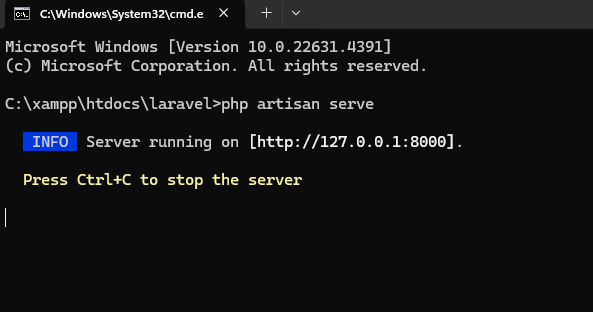 C:\Windows\System32\cmd.e
Microsoft Windows [Version 10.0.22631.4391]
(c) Microsoft Corporation. All rights reserved.
C:\xampp\htdocs\laravel>php artisan serve
INFO Server running on [http://127.0.0.1:8000].
Press Ctrl+C to stop the server